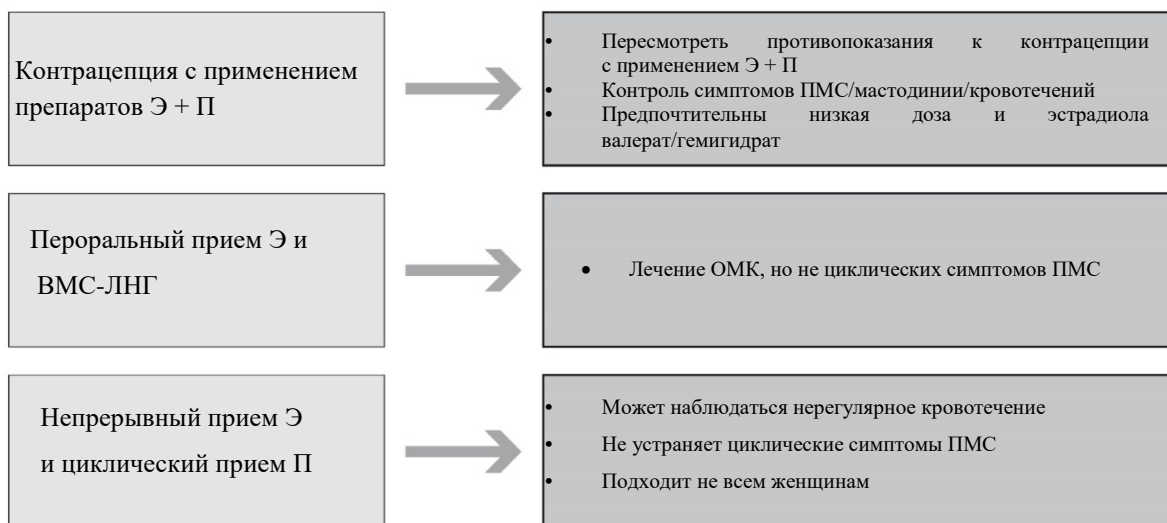 Контрацепция с применением
препаратов Э + П
• Пересмотреть противопоказания к контрацепции
с применением Э + П
• Контроль симптомов ПМС/мастодинии/кровотечений
• Предпочтительны низкая доза и эстрадиола
валерат/гемигидрат
Пероральный прием Э и
ВМС-ЛНГ
• Лечение ОМК, но не циклических симптомов ПМС
Непрерывный прием Э
и циклический прием П
• Может наблюдаться нерегулярное кровотечение
• Не устраняет циклические симптомы ПМС
• Подходит не всем женщинам